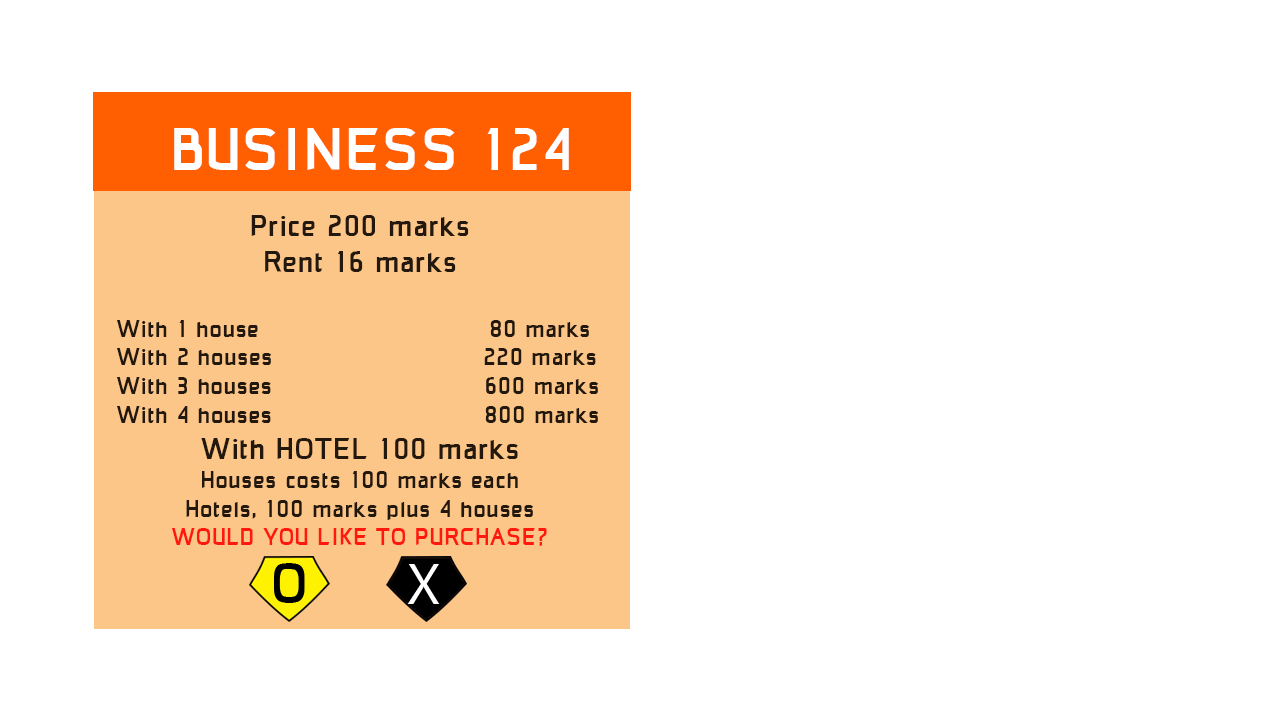 BUSINESS 124
Price 200 marks
Rent 16 marks
With 1 house 80 marks
With 2 houses 220 marks
With 3 houses 600 marks
With 4 houses 800 marks
With HOTEL 100 marks
Houses costs 100 marks each
Hotels, 100 marks plus 4 houses
WOULD YOU LIKE TO PURCHASE?
O X